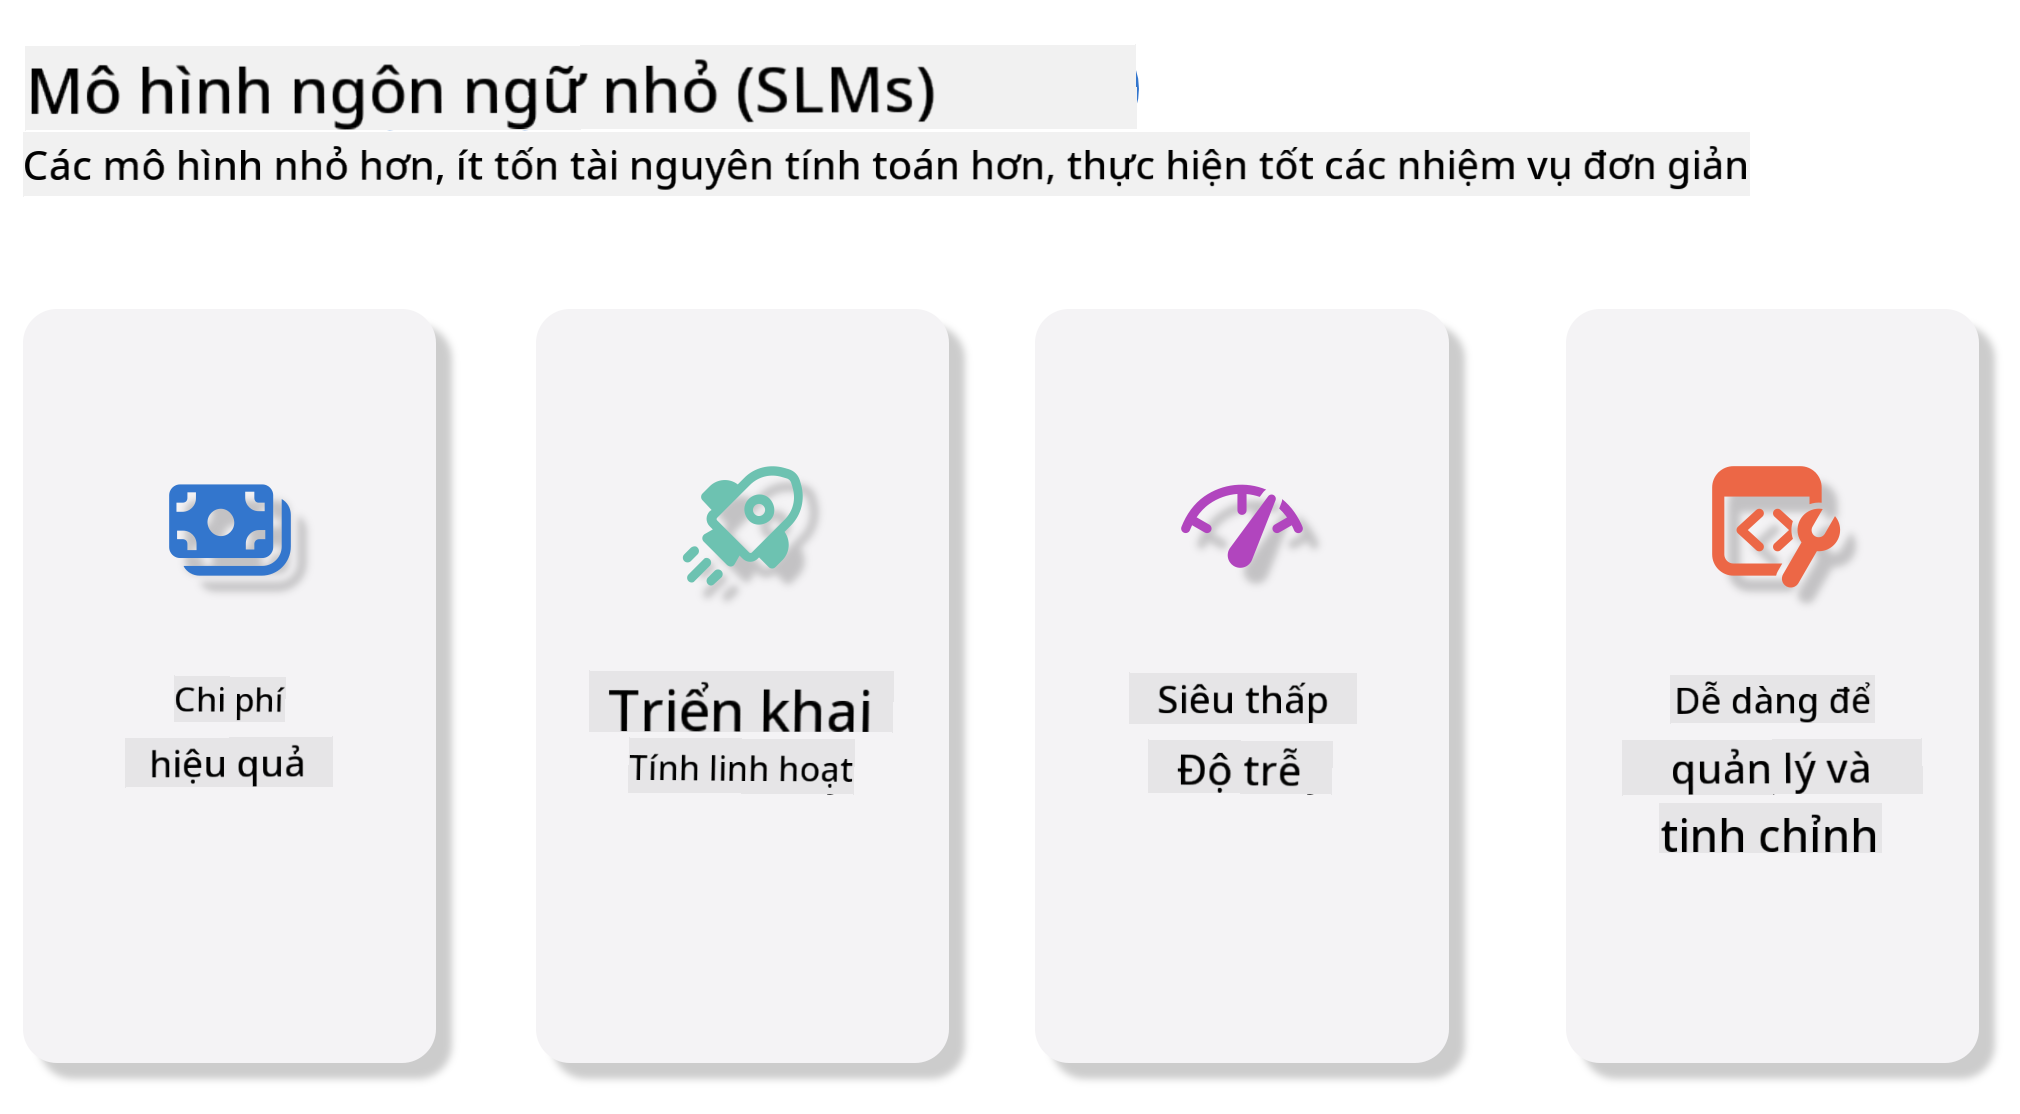 Mô hình ngôn ngữ nhỏ (SLMs)
Các mô hình nhỏ hơn, ít tốn tài nguyên tính toán hơn, thực hiện tốt các nhiệm vụ đơn giản
Chi phí
hiệu quả
Triển khai
Tính linh hoạt
Siêu thấp
Độ trễ
Dễ dàng để
quản lý và
tinh chỉnh